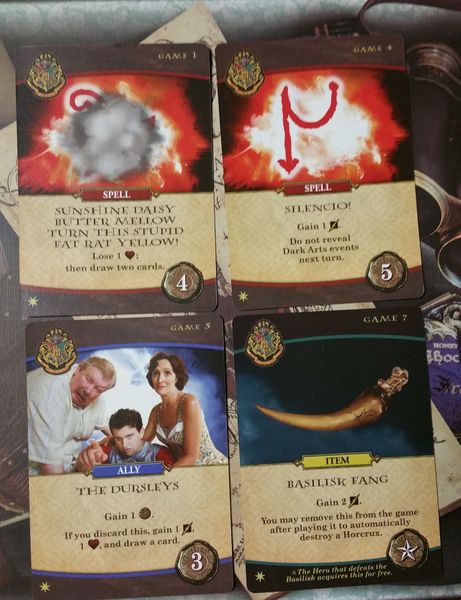 GAME 1
SPELL
SUNSHINE DAISY
BUTTER MELLOW
TURN THIS STUPID
FAT RAT YELLOW!
Lose 1 ;
then draw two cards.
4
GAME 4
SPELL
SILENCIO!
Gain 1 .
Do not reveal
Dark Arts events
next turn.
5
GAME 5
ALLY
THE DURSLEYS
Gain 1
If you discard this, gain 1 ,
1 , and draw a card.
3
GAME 7
ITEM
BASILISK FANG
Gain 2 .
You may remove this from the game
after playing it to automatically
destroy a Horcrux.
*The Hero that defeats the
Basilisk acquires this for free.
HONEY